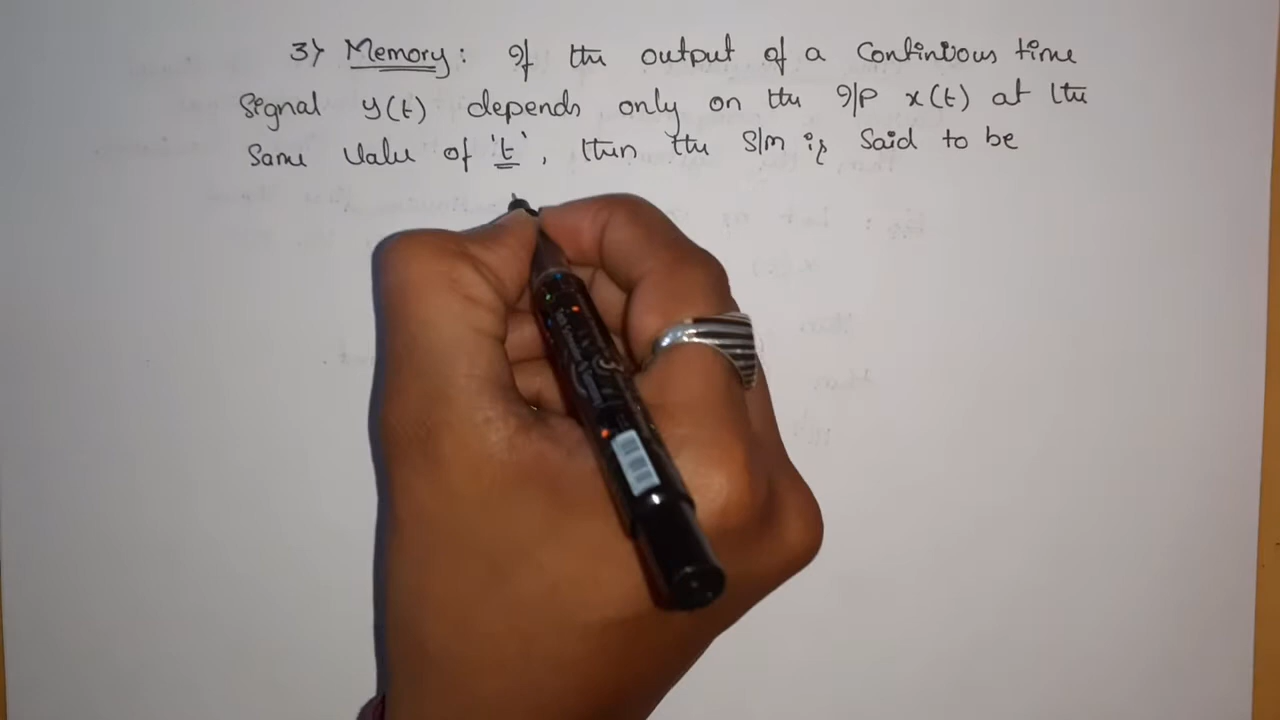 3) Memory: If the output of a Continuous time
Signal y(t) depends only on the I/P x(t) at the
Same Value of 't', then the S/m is Said to be